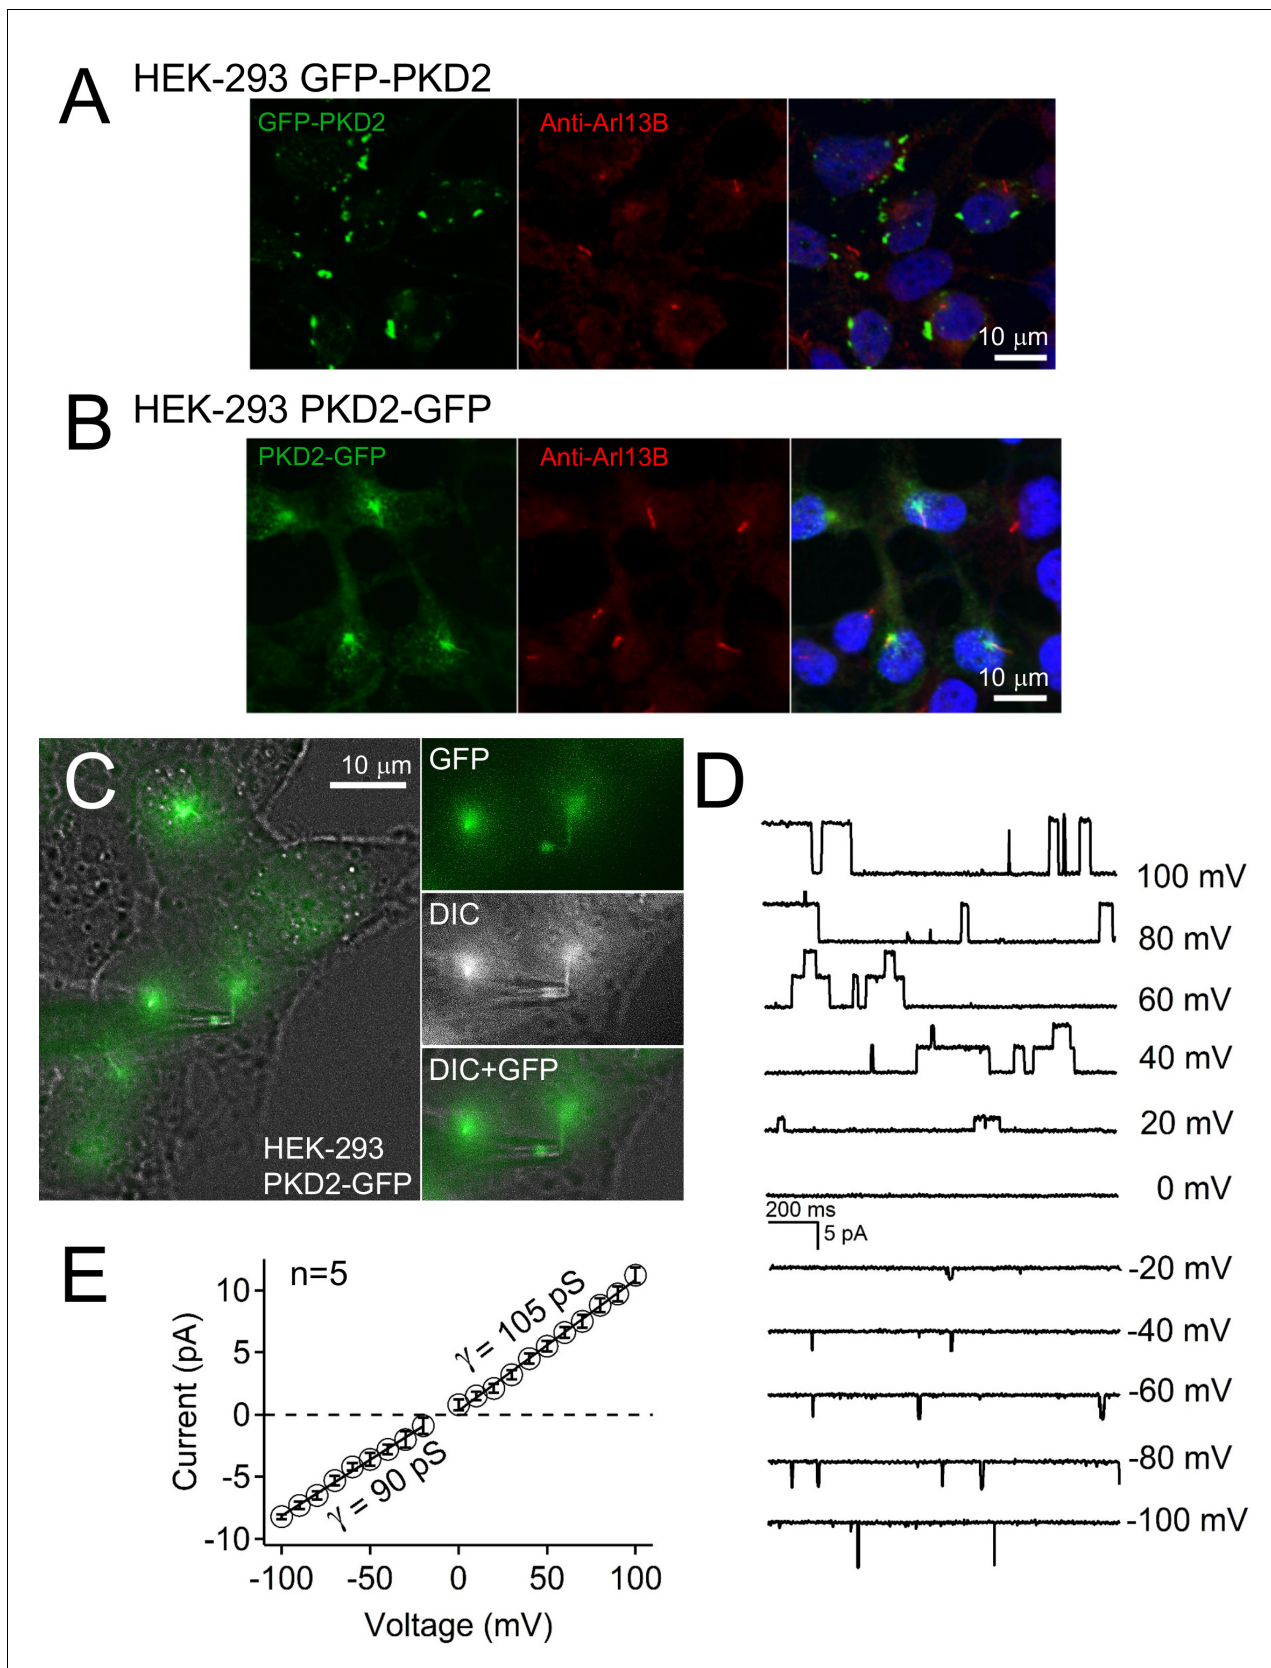 A
HEK-293 GFP-PKD2
GFP-PKD2
Anti-Arl13B
10 μm
B
HEK-293 PKD2-GFP
PKD2-GFP
Anti-Arl13B
10 μm
C
10 μm
GFP
DIC
DIC+GFP
HEK-293
PKD2-GFP
D
100 mV
80 mV
60 mV
40 mV
20 mV
0 mV
200 ms
5 pA
-20 mV
-40 mV
-60 mV
-80 mV
-100 mV
E
n=5
γ = 105 pS
γ = 90 pS
Current (pA)
10
5
0
-5
-10
-100
-50
0
50
100
Voltage (mV)